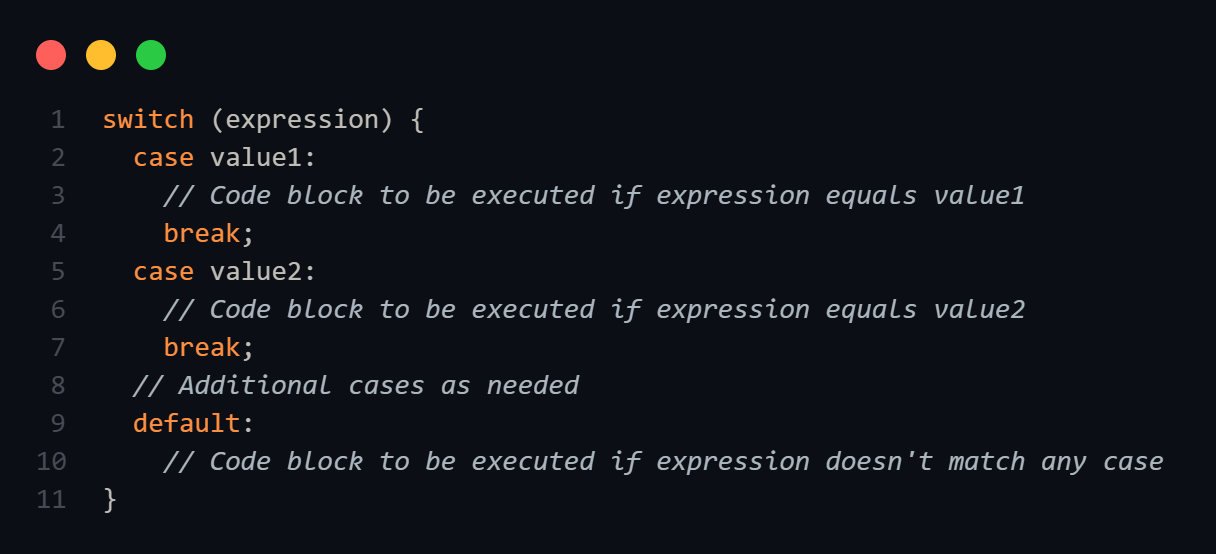 1 switch (expression) {
2 case value1:
3 // Code block to be executed if expression equals value1
4 break;
5 case value2:
6 // Code block to be executed if expression equals value2
7 break;
8 // Additional cases as needed
9 default:
10 // Code block to be executed if expression doesn't match any case
11 }